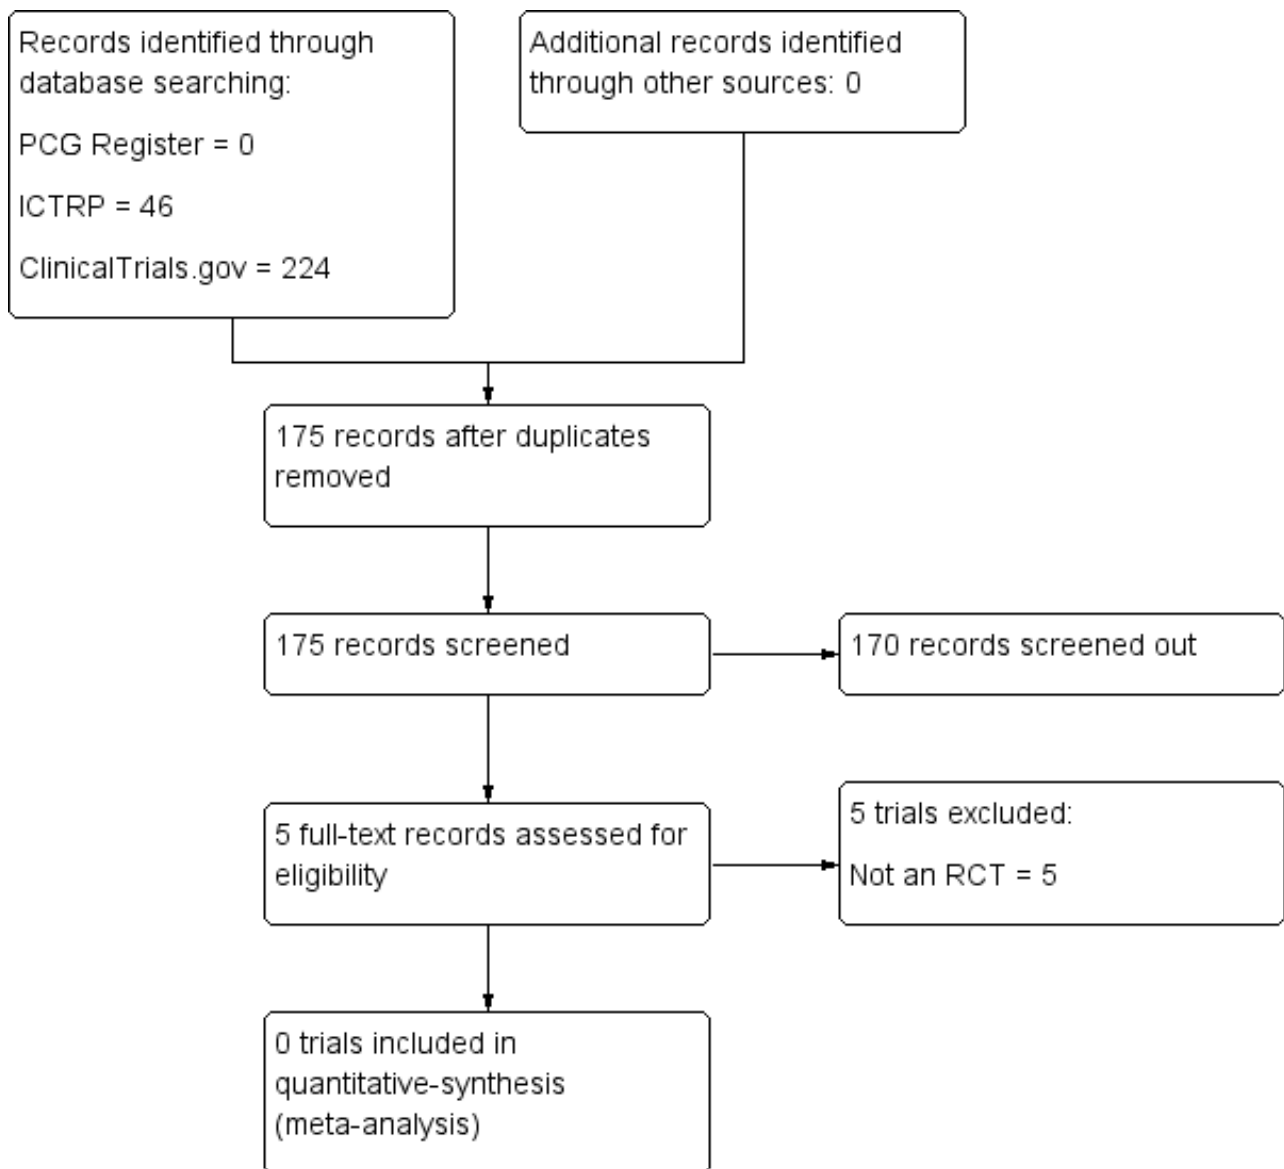 Records identified through
database searching:
PCG Register = 0
ICTRP = 46
ClinicalTrials.gov = 224
Additional records identified
through other sources: 0
175 records after duplicates
removed
175 records screened
170 records screened out
5 full-text records assessed for
eligibility
5 trials excluded:
Not an RCT = 5
0 trials included in
quantitative-synthesis
(meta-analysis)